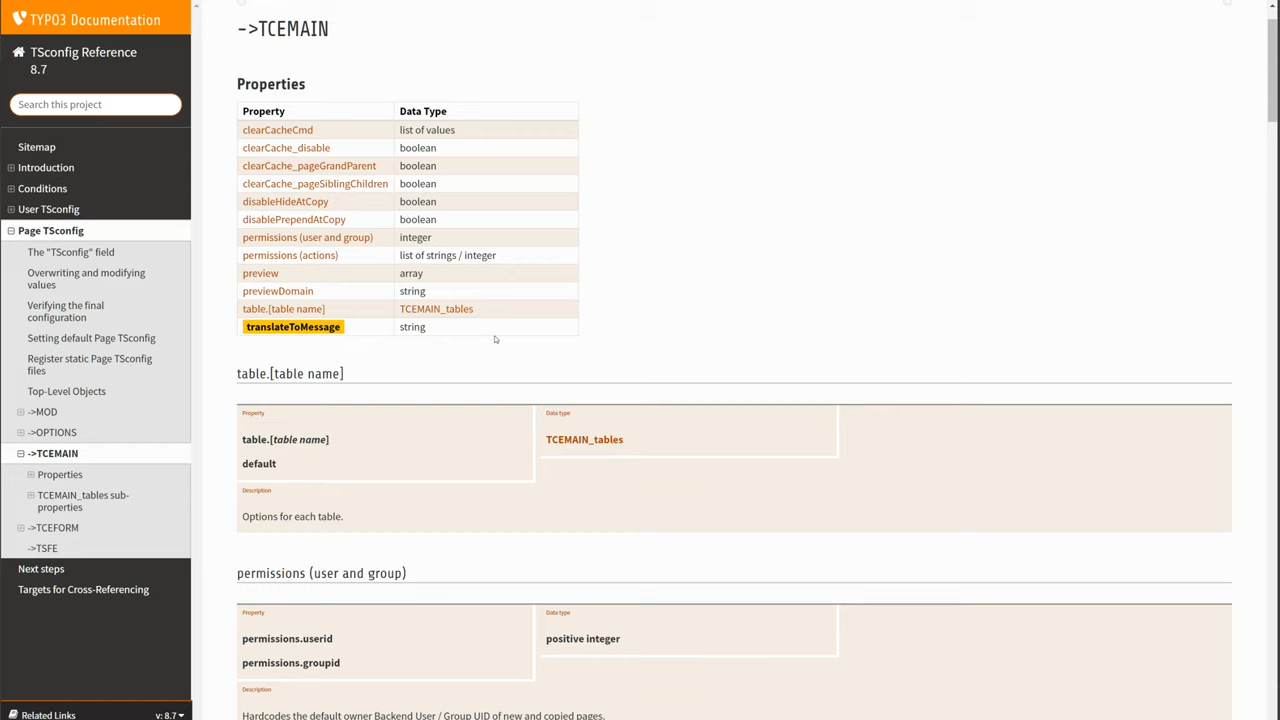 TYPO3 Documentation
TSconfig Reference
8.7
Search this project
Sitemap
Introduction
Conditions
User TSconfig
Page TSconfig
The "TSconfig" field
Overwriting and modifying
values
Verifying the final
configuration
Setting default Page TSconfig
Register static Page TSconfig
files
Top-Level Objects
->MOD
->OPTIONS
->TCEMAIN
Properties
TCEMAIN_tables sub-
properties
->TCEFORM
->TSFE
Next steps
Targets for Cross-Referencing
Related Links v: 8.7
->TCEMAIN
Properties
Property Data Type
clearCacheCmd list of values
clearCache_disable boolean
clearCache_pageGrandParent boolean
clearCache_pageSiblingChildren boolean
disableHideAtCopy boolean
disablePrependAtCopy boolean
permissions (user and group) integer
permissions (actions) list of strings / integer
preview array
previewDomain string
table.[table name] TCEMAIN_tables
translateToMessage string
table.[table name]
Property Data type
table.[table name] TCEMAIN_tables
default
Description
Options for each table.
permissions (user and group)
Property Data type
permissions.userid positive integer
permissions.groupid
Description
Hardcodes the default owner Backend User / Group UID of new and copied pages.